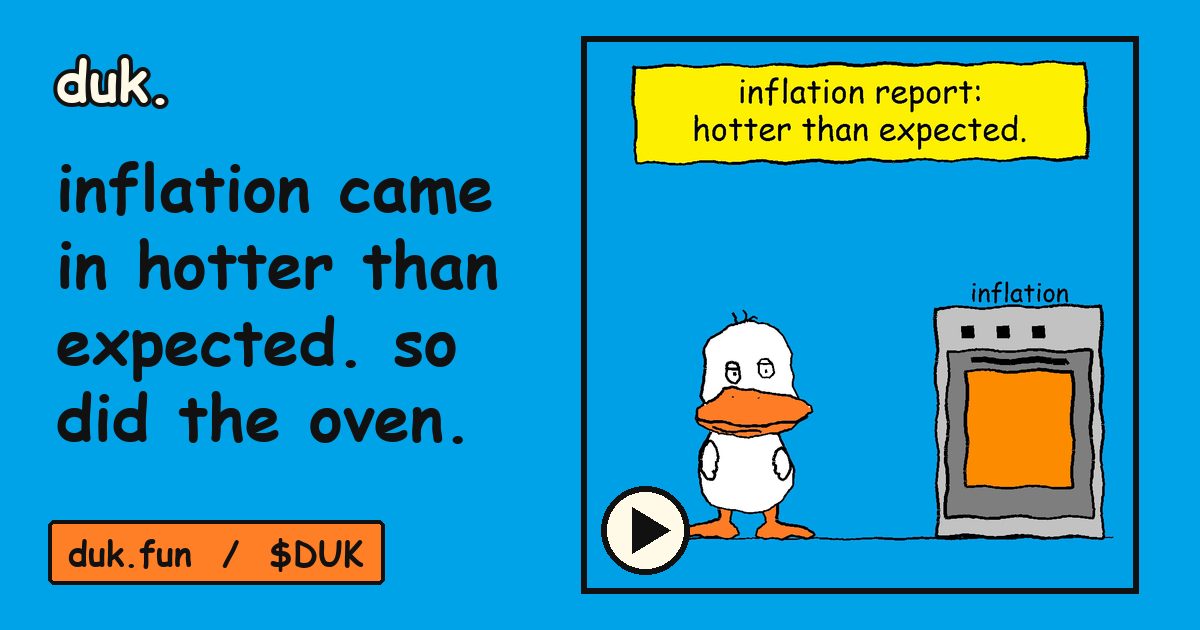 duk.
inflation came
in hotter than
expected. so
did the oven.
duk.fun / $DUK
inflation report:
hotter than expected.
inflation